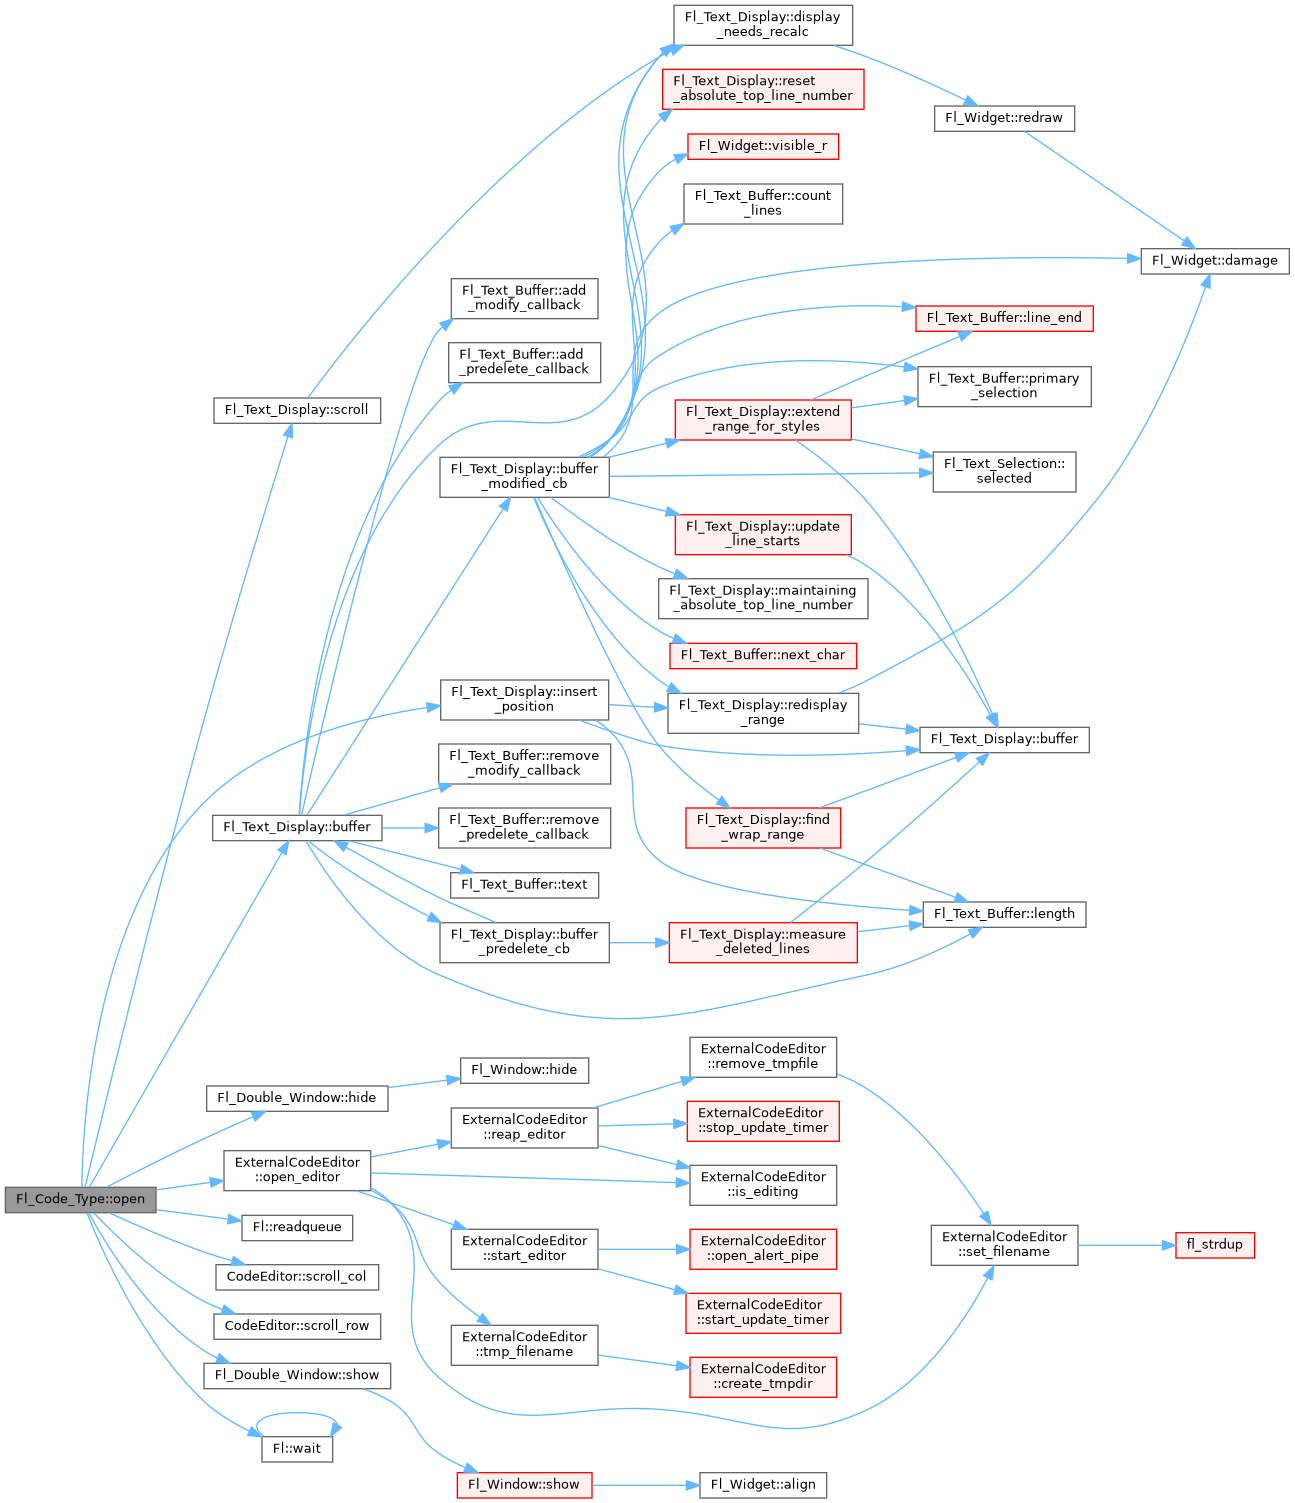 Fl_Text_Display::display
_needs_recalc
Fl_Text_Display::reset
_absolute_top_line_number
Fl_Widget::redraw
Fl_Widget::visible_r
Fl_Text_Buffer::count
_lines
Fl_Widget::damage
Fl_Text_Buffer::add
_modify_callback
Fl_Text_Buffer::line_end
Fl_Text_Buffer::add
_predelete_callback
Fl_Text_Buffer::primary
_selection
Fl_Text_Display::scroll
Fl_Text_Display::extend
_range_for_styles
Fl_Text_Display::buffer
_modified_cb
Fl_Text_Selection::
selected
Fl_Text_Display::update
_line_starts
Fl_Text_Display::maintaining
_absolute_top_line_number
Fl_Text_Buffer::next_char
Fl_Text_Display::insert
_position
Fl_Text_Display::redisplay
_range
Fl_Text_Display::buffer
Fl_Text_Buffer::remove
_modify_callback
Fl_Text_Display::buffer
Fl_Text_Buffer::remove
_predelete_callback
Fl_Text_Display::find
_wrap_range
Fl_Text_Buffer::text
Fl_Text_Buffer::length
Fl_Text_Display::buffer
_predelete_cb
Fl_Text_Display::measure
_deleted_lines
ExternalCodeEditor
::remove_tmpfile
Fl_Window::hide
Fl_Double_Window::hide
ExternalCodeEditor
::reap_editor
ExternalCodeEditor
::stop_update_timer
ExternalCodeEditor
::open_editor
ExternalCodeEditor
::is_editing
Fl_Code_Type::open
Fl::readqueue
ExternalCodeEditor
::start_editor
ExternalCodeEditor
::open_alert_pipe
ExternalCodeEditor
::set_filename
fl_strdup
CodeEditor::scroll_col
ExternalCodeEditor
::start_update_timer
CodeEditor::scroll_row
ExternalCodeEditor
::tmp_filename
Fl_Double_Window::show
ExternalCodeEditor
::create_tmpdir
Fl::wait
Fl_Window::show
Fl_Widget::align